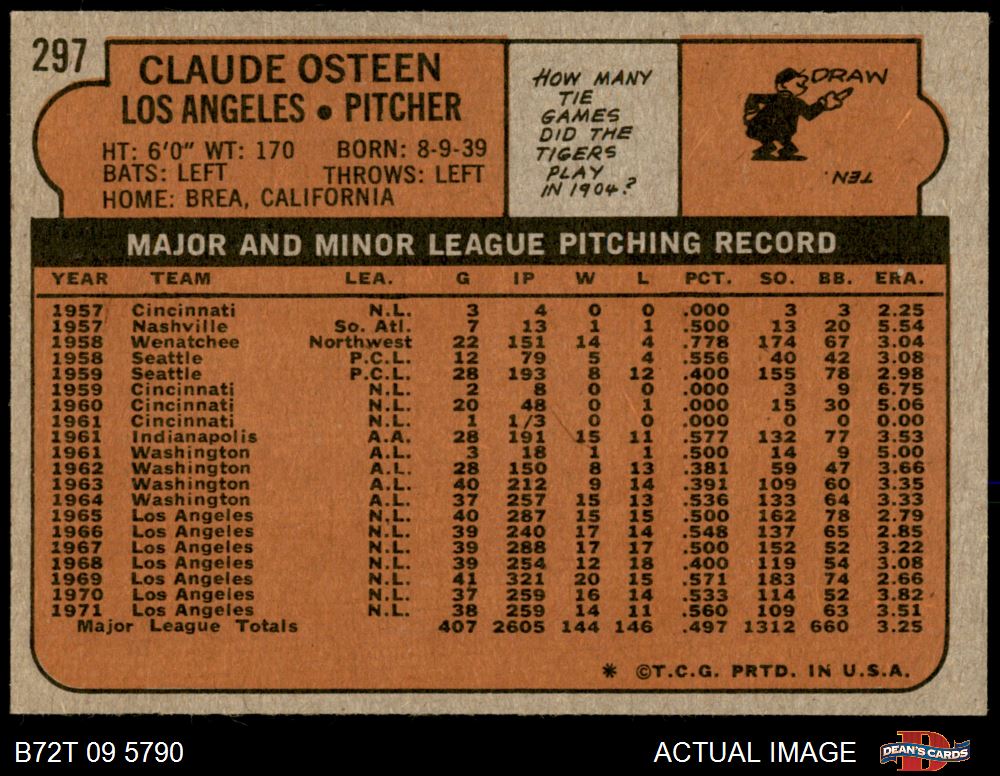 297
CLAUDE OSTEEN
LOS ANGELES • PITCHER
HT: 6'0" WT: 170 BORN: 8-9-39
BATS: LEFT THROWS: LEFT
HOME: BREA, CALIFORNIA
HOW MANY
TIE
GAMES
DID THE
TIGERS
PLAY
IN 1904?
DRAW
TEN.
MAJOR AND MINOR LEAGUE PITCHING RECORD
YEAR TEAM LEA. G IP W L PCT. SO. BB. ERA.
1957 Cincinnati N.L. 3 4 0 0 .000 3 3 2.25
1957 Nashville So. Atl. 7 13 1 1 .500 13 20 5.54
1958 Wenatchee Northwest 22 151 14 4 .778 174 67 3.04
1958 Seattle P.C.L. 12 79 5 4 .556 40 42 3.08
1959 Seattle P.C.L. 28 193 8 12 .400 155 78 2.98
1959 Cincinnati N.L. 2 8 0 0 .000 3 9 6.75
1960 Cincinnati N.L. 20 48 0 1 .000 15 30 5.06
1961 Cincinnati N.L. 1 1/3 0 0 .000 0 0 0.00
1961 Indianapolis A.A. 28 191 15 11 .577 132 77 3.53
1961 Washington A.L. 3 18 1 1 .500 14 9 5.00
1962 Washington A.L. 28 150 8 13 .381 59 47 3.66
1963 Washington A.L. 40 212 9 14 .391 109 60 3.35
1964 Washington A.L. 37 257 15 13 .536 133 64 3.33
1965 Los Angeles N.L. 40 287 15 15 .500 162 78 2.79
1966 Los Angeles N.L. 39 240 17 14 .548 137 65 2.85
1967 Los Angeles N.L. 39 288 17 17 .500 152 52 3.22
1968 Los Angeles N.L. 39 254 12 18 .400 119 54 3.08
1969 Los Angeles N.L. 41 321 20 15 .571 183 74 2.66
1970 Los Angeles N.L. 37 259 16 14 .533 114 52 3.82
1971 Los Angeles N.L. 38 259 14 11 .560 109 63 3.51
Major League Totals 407 2605 144 146 .497 1312 660 3.25
* ©T.C.G. PRTD. IN U.S.A.
B72T 09 5790 ACTUAL IMAGE DEAN'S CARDS